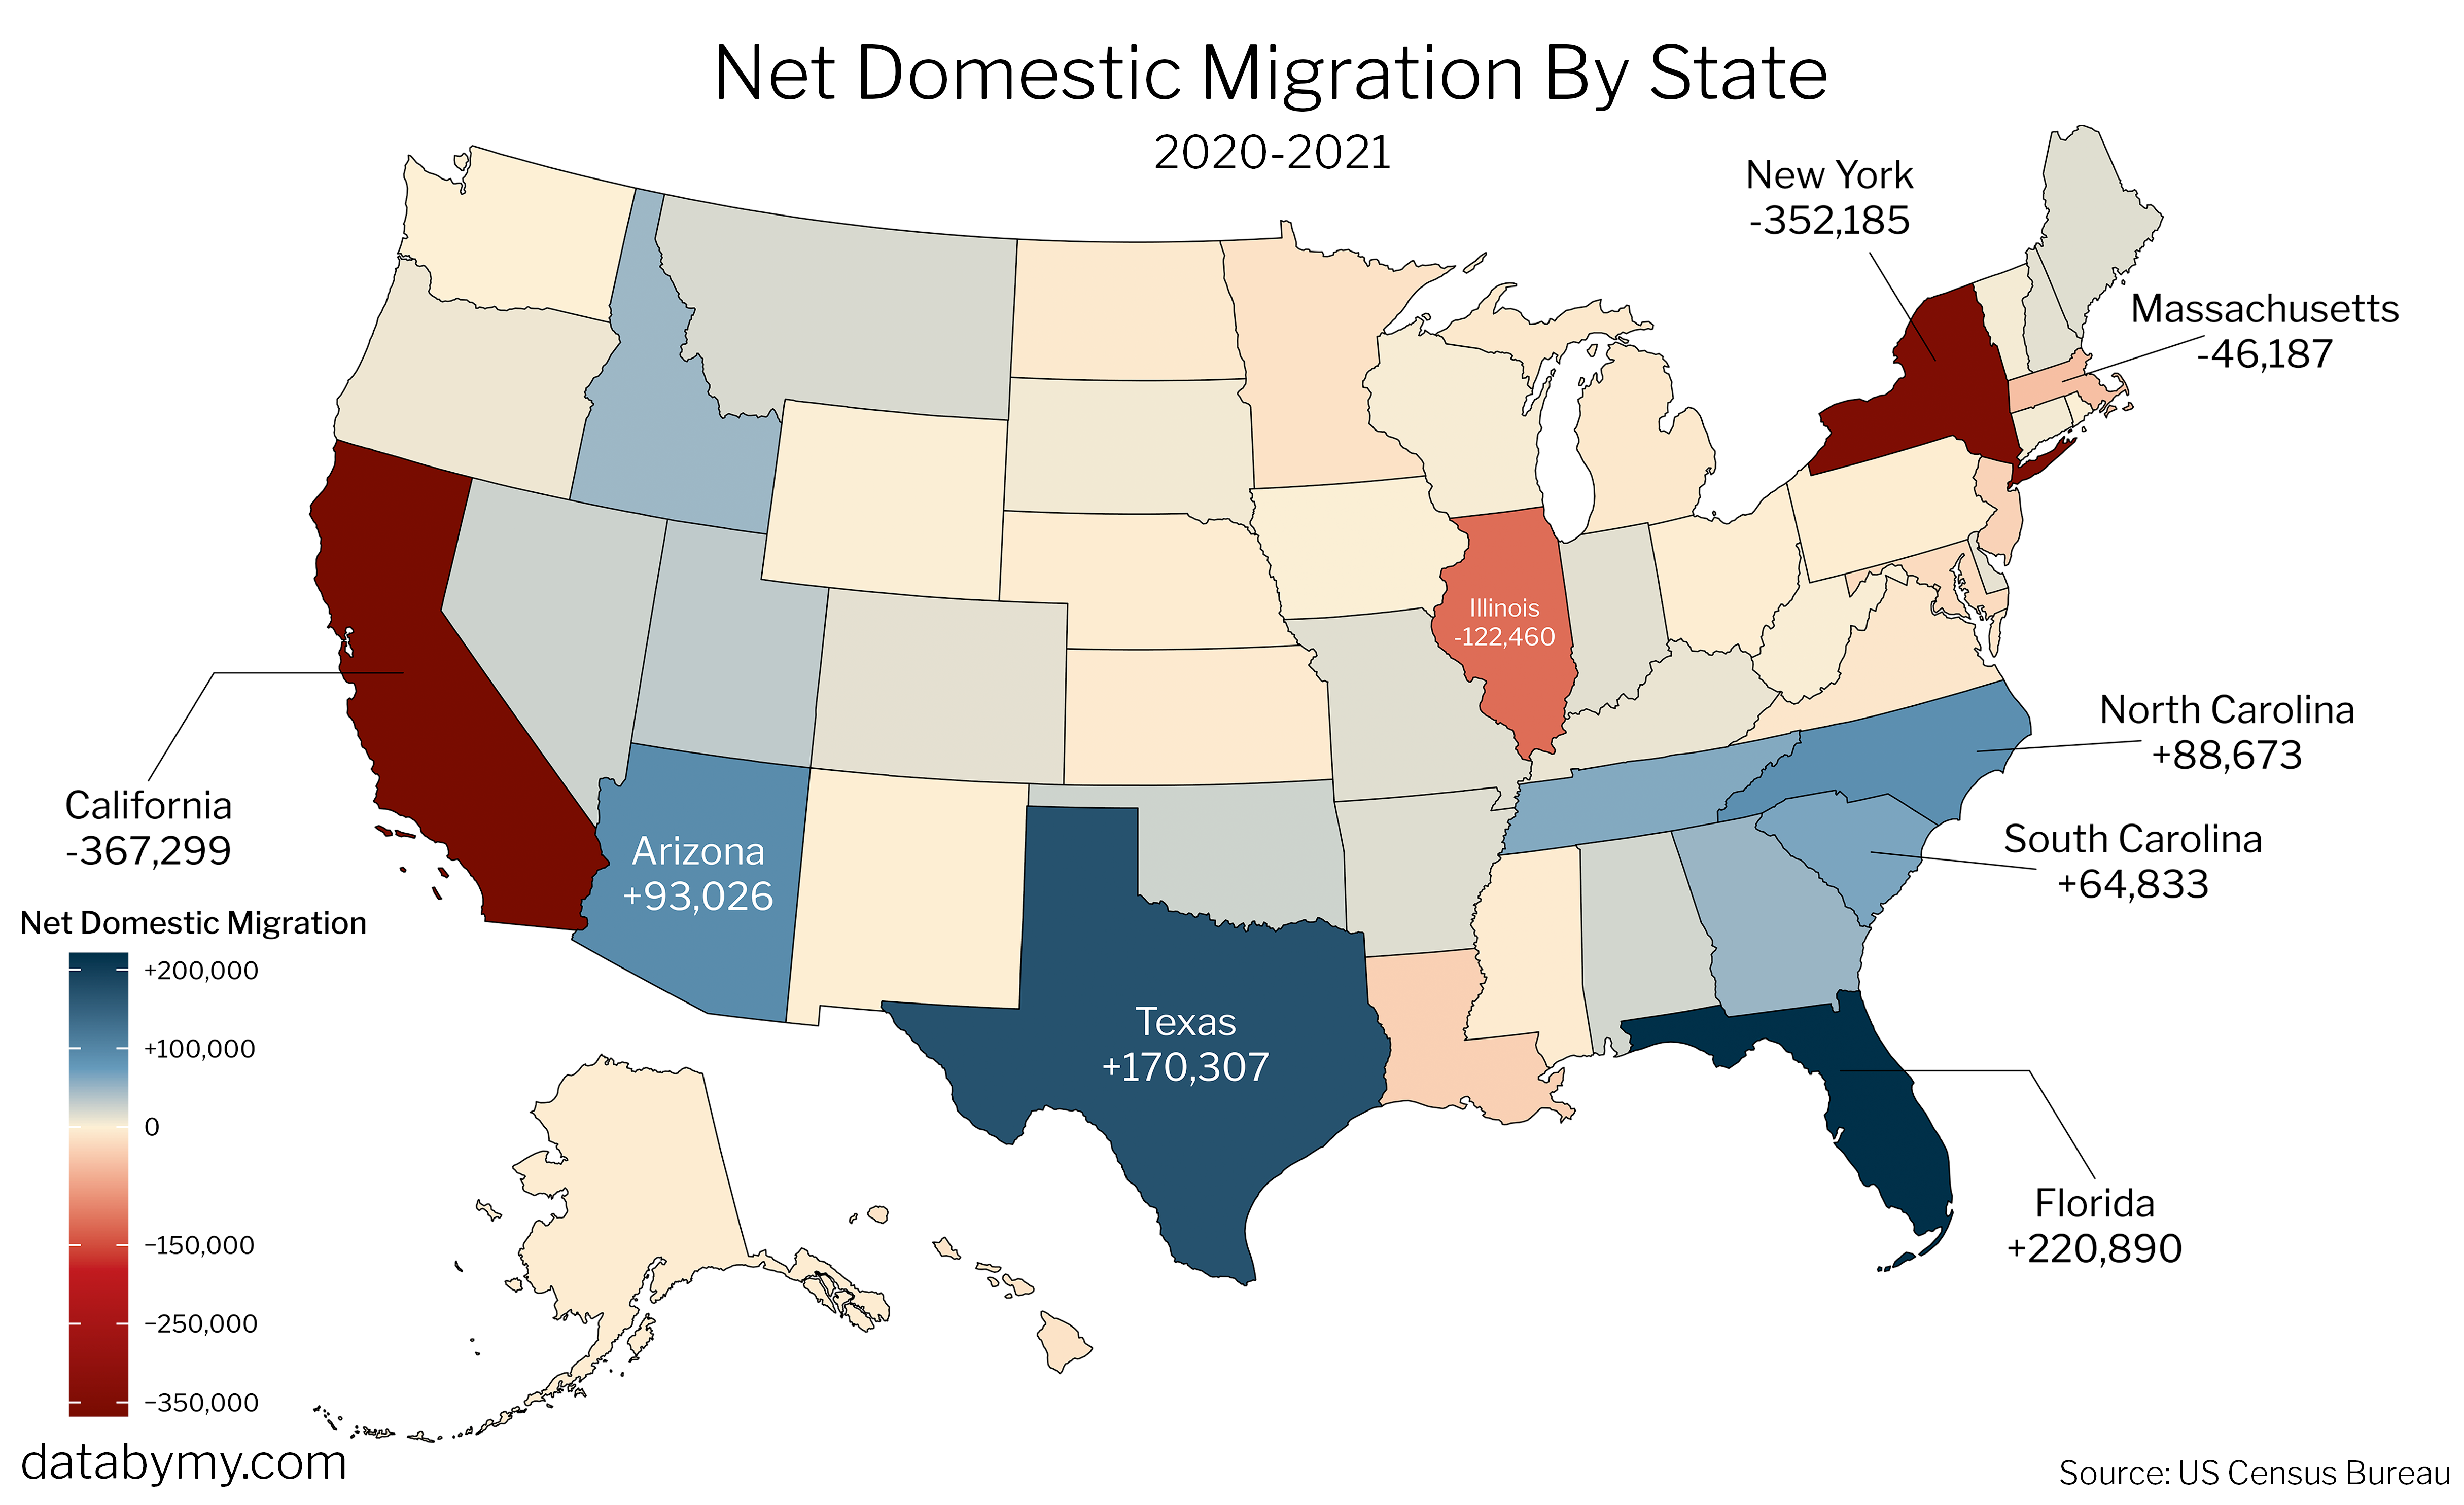 Net Domestic Migration By State
2020-2021
New York
-352,185
Massachusetts
-46,187
Illinois
-122,460
North Carolina
+88,673
California
-367,299
Arizona
+93,026
South Carolina
+64,833
Texas
+170,307
Florida
+220,890
Net Domestic Migration
+200,000
+100,000
0
−150,000
−250,000
−350,000
databymy.com
Source: US Census Bureau